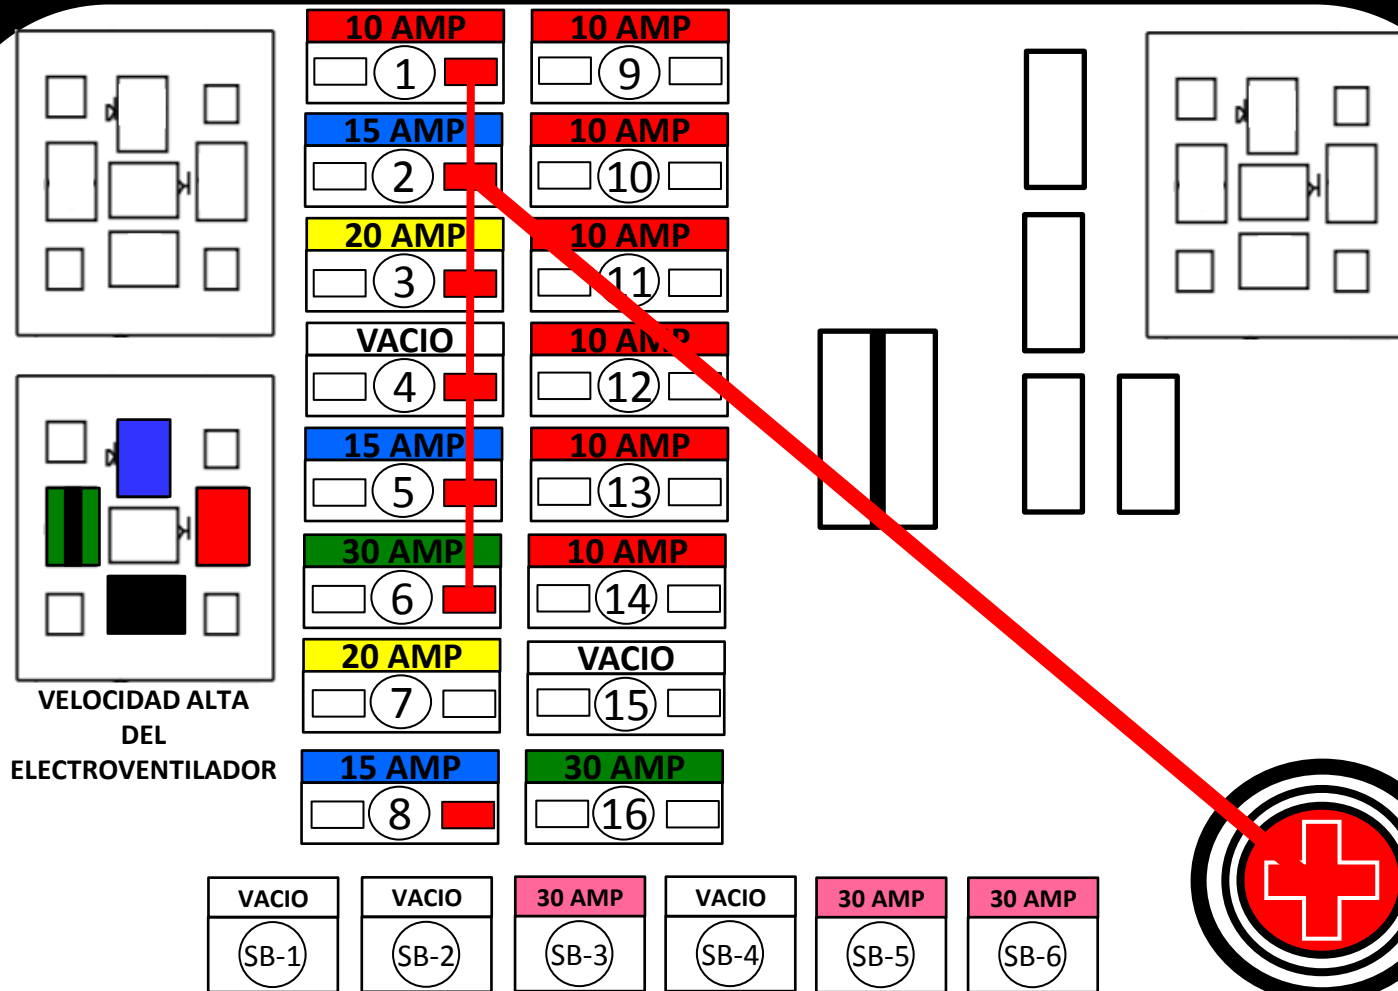 10 AMP
1
15 AMP
2
20 AMP
3
VACIO
4
15 AMP
5
30 AMP
6
20 AMP
7
15 AMP
8
10 AMP
9
10 AMP
10
10 AMP
11
10 AMP
12
10 AMP
13
10 AMP
14
VACIO
15
30 AMP
16
VELOCIDAD ALTA
DEL
ELECTROVENTILADOR
VACIO
SB-1
VACIO
SB-2
30 AMP
SB-3
VACIO
SB-4
30 AMP
SB-5
30 AMP
SB-6